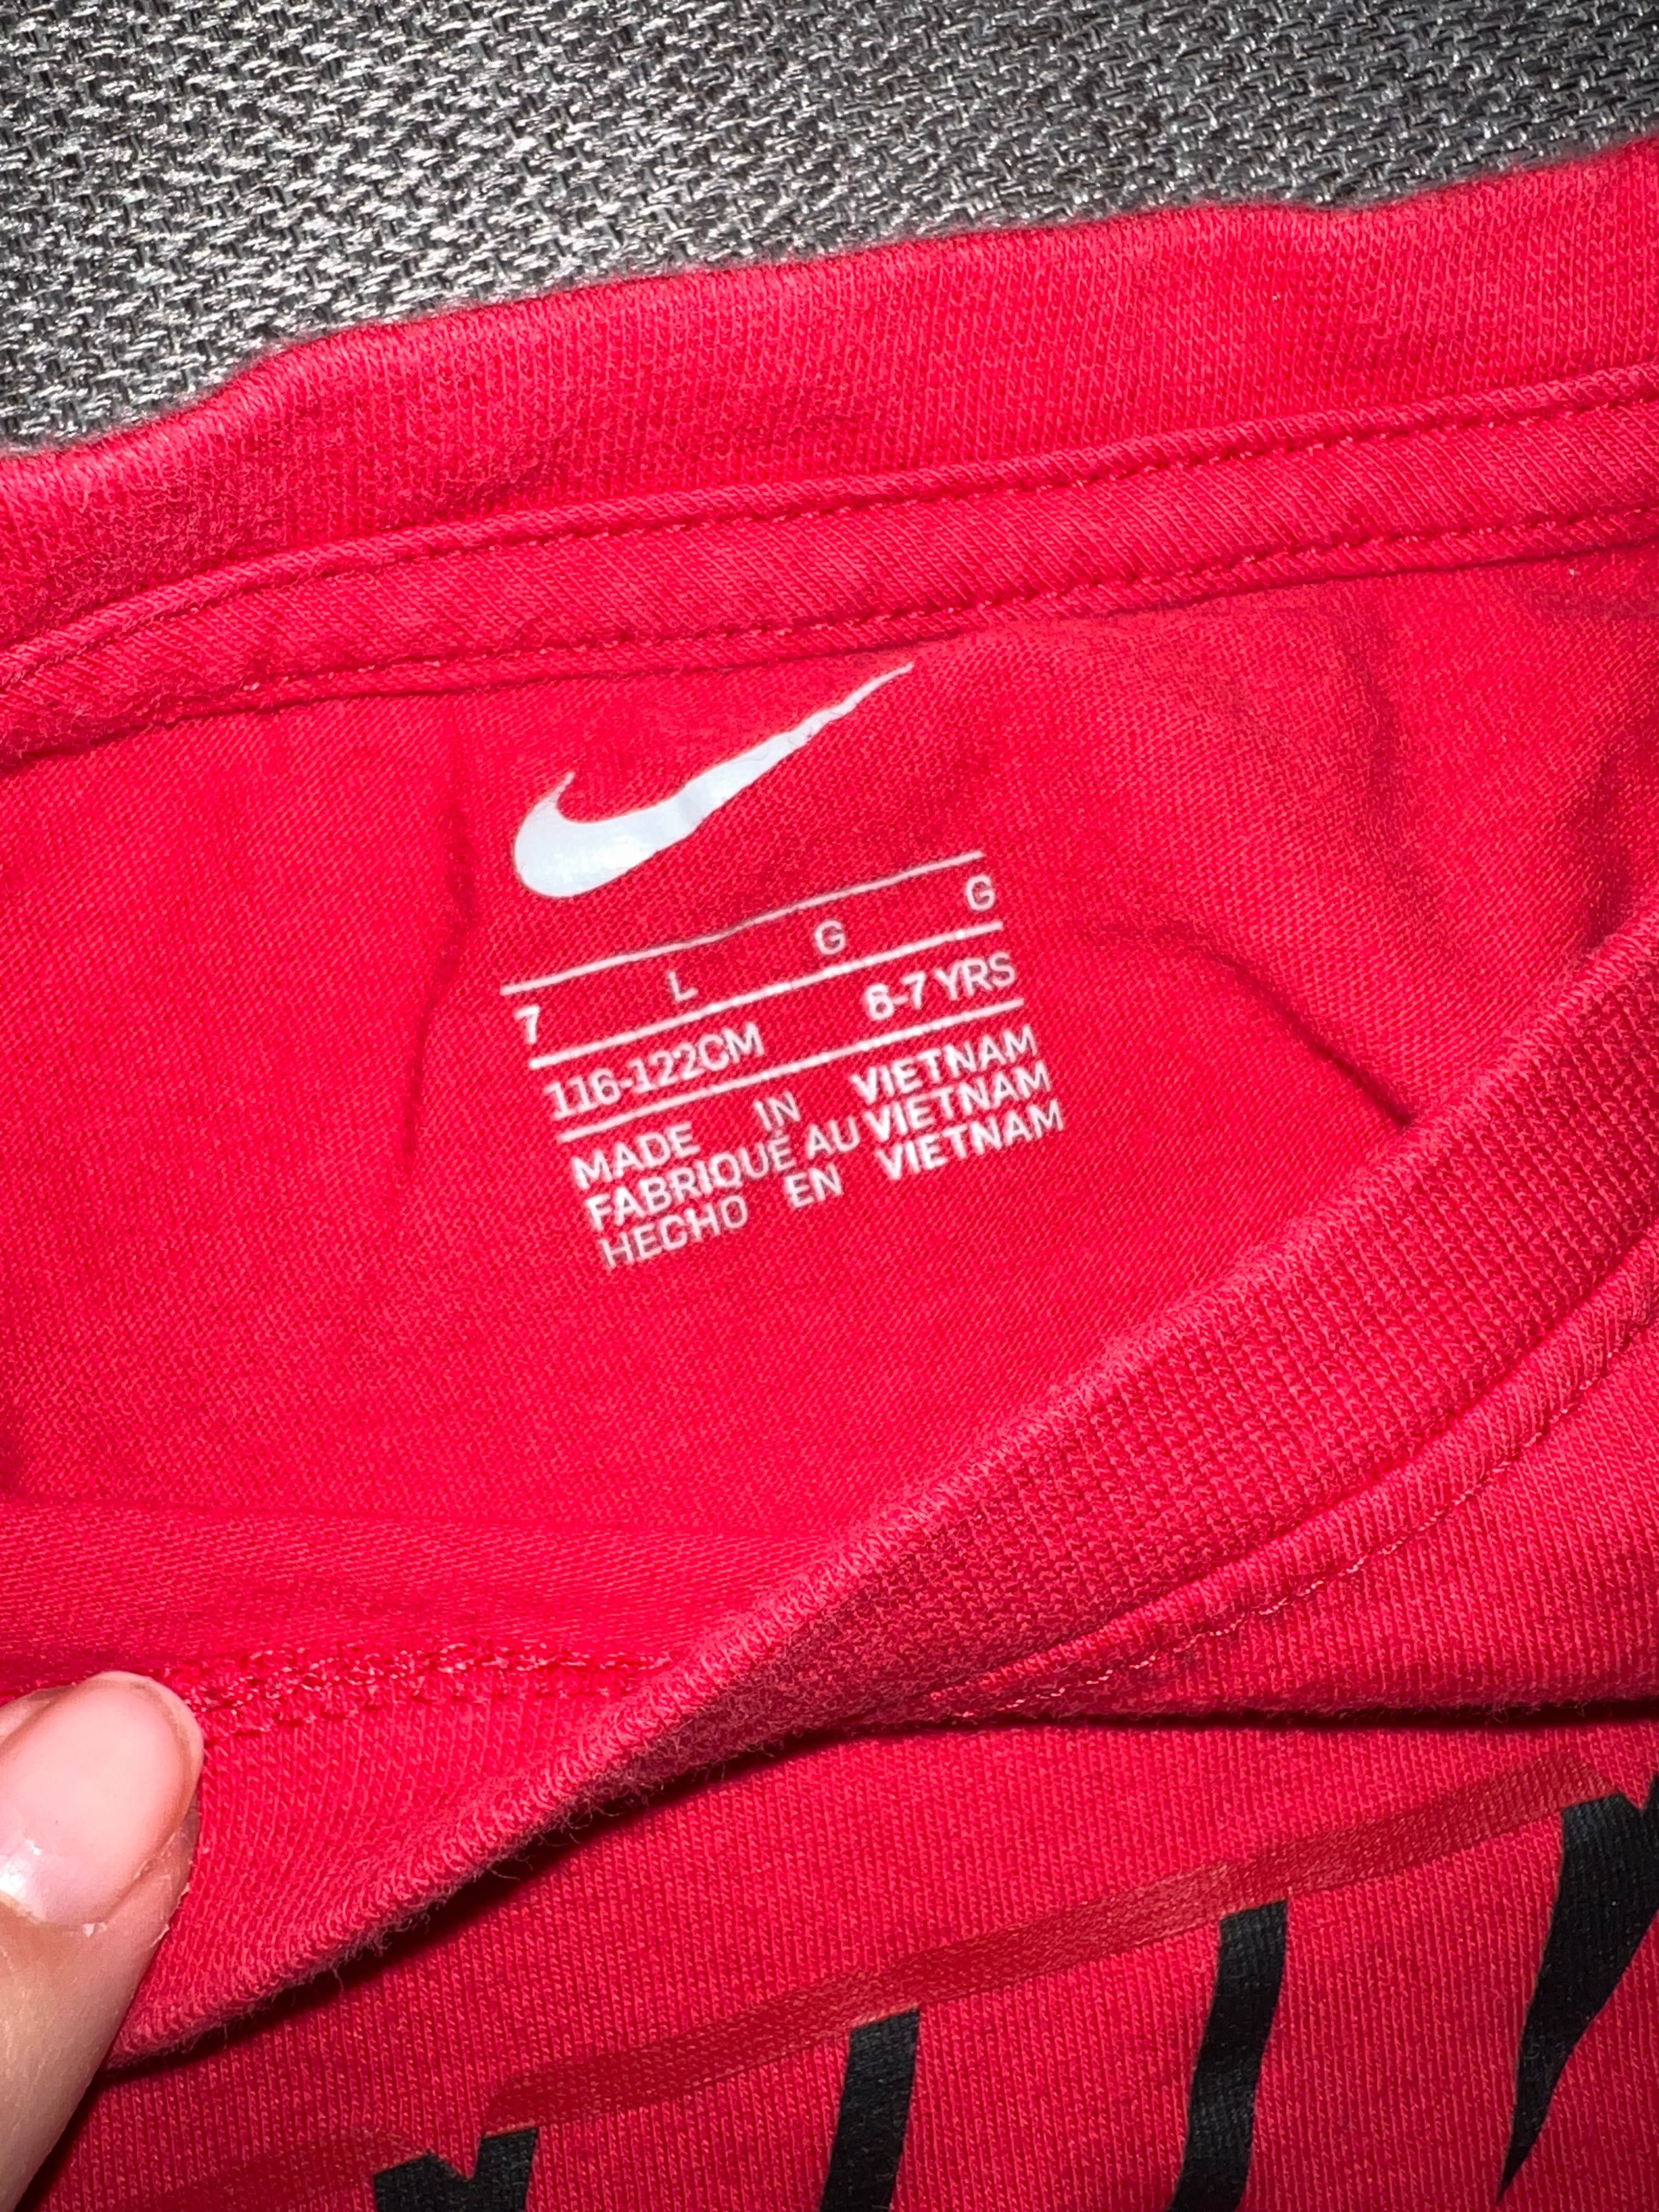 7 L G G
116-122CM 6-7 YRS
MADE IN VIETNAM
FABRIQUÉ AU VIETNAM
HECHO EN VIETNAM